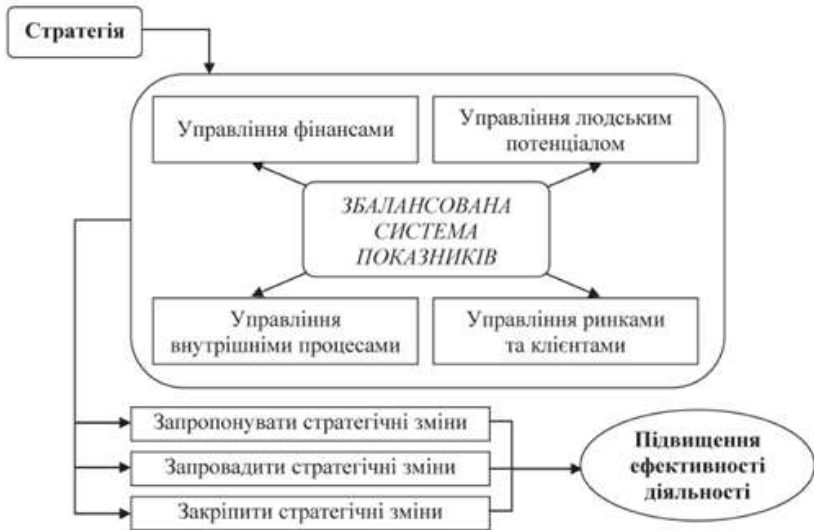 Стратегія
Управління фінансами
Управління людським
потенціалом
ЗБАЛАНСОВАНА
СИСТЕМА
ПОКАЗНИКІВ
Управління
внутрішніми процесами
Управління ринками
та клієнтами
Запропонувати стратегічні зміни
Запровадити стратегічні зміни
Закріпити стратегічні зміни
Підвищення
ефективності
діяльності